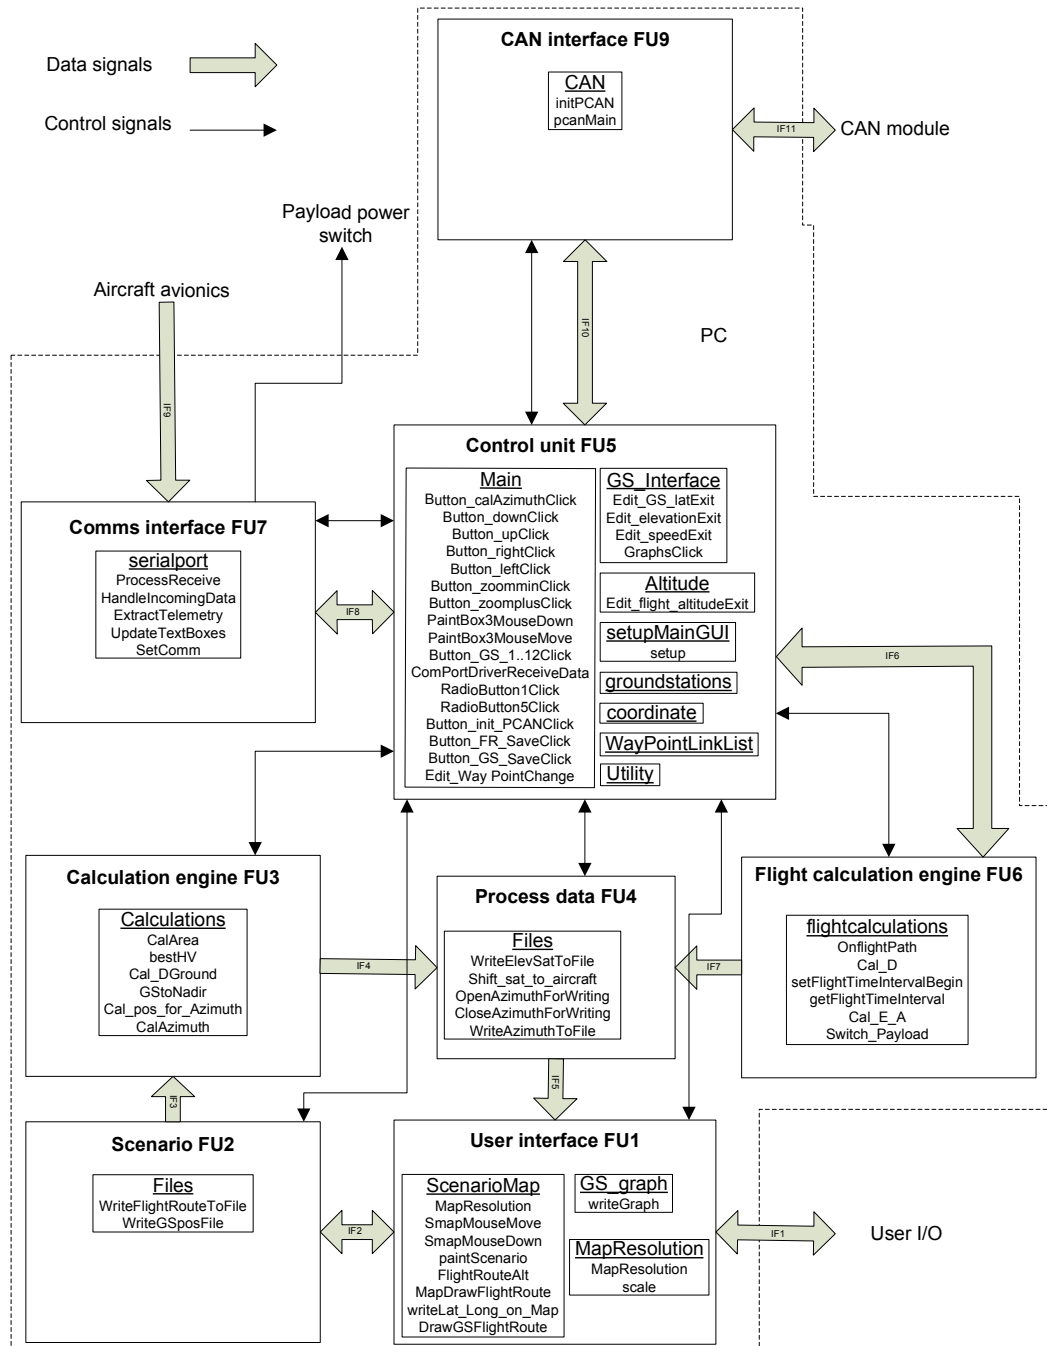 CAN interface FU9
CAN
initPCAN
pcanMain
Data signals
Control signals
IF11
CAN module
Payload power
switch
Aircraft avionics
IF10
PC
IF9
Control unit FU5
Main
Button_calAzimuthClick
Button_downClick
Button_upClick
Button_rightClick
Button_leftClick
Button_zoomminClick
Button_zoomplusClick
PaintBox3MouseDown
PaintBox3MouseMove
Button_GS_1..12Click
ComPortDriverReceiveData
RadioButton1Click
RadioButton5Click
Button_init_PCANClick
Button_FR_SaveClick
Button_GS_SaveClick
Edit_Way PointChange
GS_Interface
Edit_GS_latExit
Edit_elevationExit
Edit_speedExit
GraphsClick
Altitude
Edit_flight_altitudeExit
setupMainGUI
setup
groundstations
coordinate
WayPointLinkList
Utility
Comms interface FU7
serialport
ProcessReceive
HandleIncomingData
ExtractTelemetry
UpdateTextBoxes
SetComm
IF8
IF6
Calculation engine FU3
Calculations
CalArea
bestHV
Cal_DGround
GStoNadir
Cal_pos_for_Azimuth
CalAzimuth
IF4
Process data FU4
Files
WriteElevSatToFile
Shift_sat_to_aircraft
OpenAzimuthForWriting
CloseAzimuthForWriting
WriteAzimuthToFile
IF7
Flight calculation engine FU6
flightcalculations
OnflightPath
Cal_D
setFlightTimeIntervalBegin
getFlightTimeInterval
Cal_E_A
Switch_Payload
IF3
IF5
Scenario FU2
Files
WriteFlightRouteToFile
WriteGSposFile
IF2
User interface FU1
ScenarioMap
MapResolution
SmapMouseMove
SmapMouseDown
paintScenario
FlightRouteAlt
MapDrawFlightRoute
writeLat_Long_on_Map
DrawGSFlightRoute
GS_graph
writeGraph
MapResolution
MapResolution
scale
IF1
User I/O